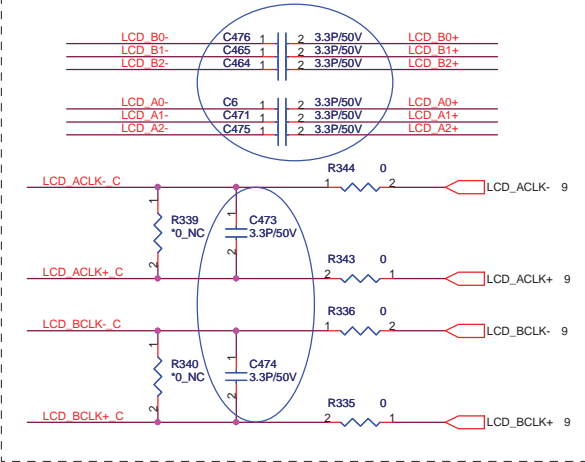 LCD_B0- C476 1 2 3.3P/50V LCD_B0+
LCD_B1- C465 1 2 3.3P/50V LCD_B1+
LCD_B2- C464 1 2 3.3P/50V LCD_B2+
LCD_A0- C6 1 2 3.3P/50V LCD_A0+
LCD_A1- C471 1 2 3.3P/50V LCD_A1+
LCD_A2- C475 1 2 3.3P/50V LCD_A2+
R344 0
LCD_ACLK-_C 1 2 LCD_ACLK- 9
1 1
R339 C473
*0_NC 3.3P/50V
2 2
R343 0
LCD_ACLK+_C 2 1 LCD_ACLK+ 9
R336 0
LCD_BCLK-_C 1 2 LCD_BCLK- 9
1 1
R340 C474
*0_NC 3.3P/50V
2 2
R335 0
LCD_BCLK+_C 2 1 LCD_BCLK+ 9